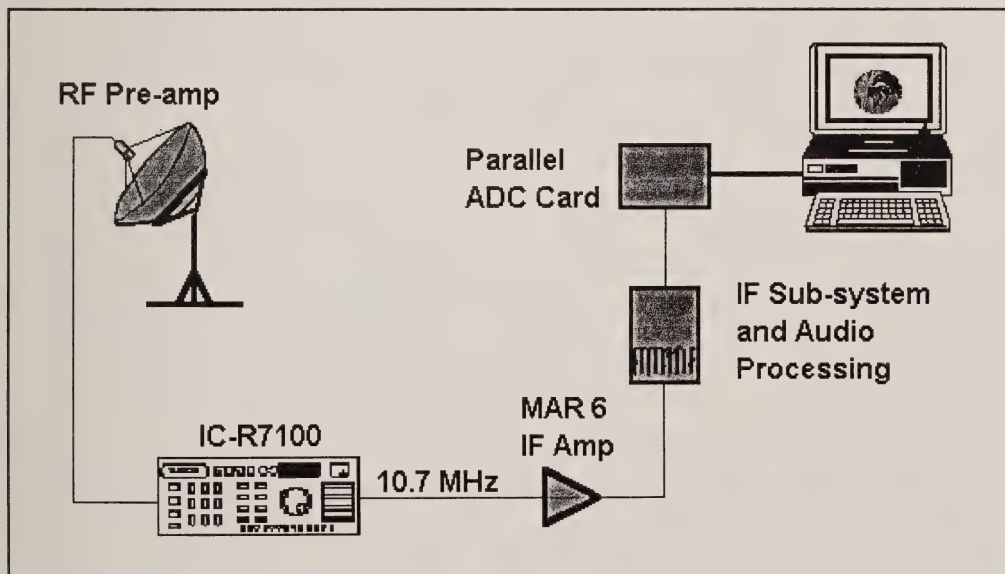 RF Pre-amp
Parallel
ADC Card
IF Sub-system
and Audio
Processing
MAR 6
IF Amp
IC-R7100
10.7 MHz